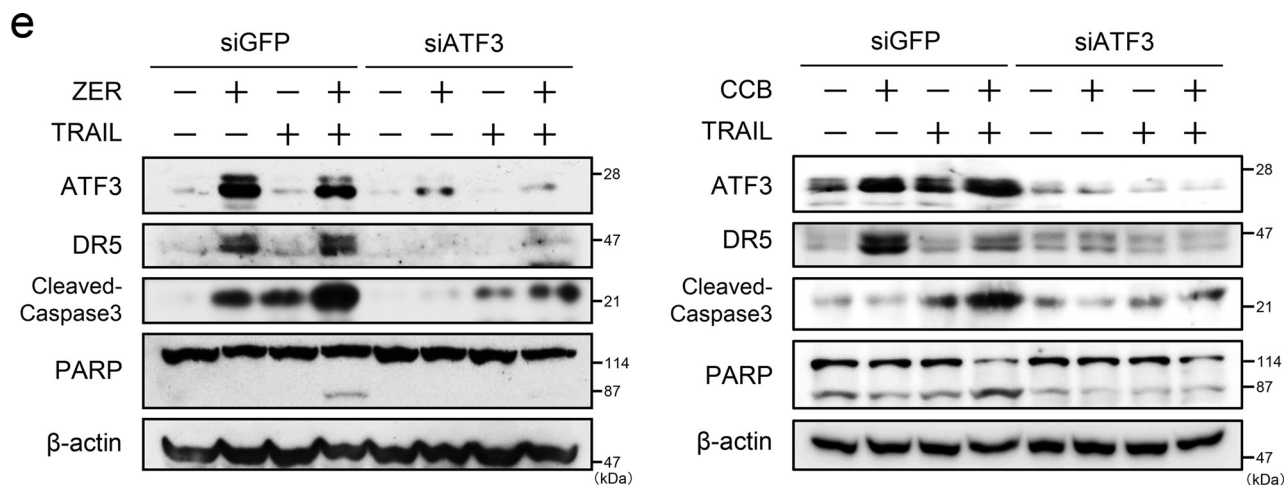 e
siGFP siATF3
ZER − + − + − + − +
TRAIL − − + + − − + +
ATF3 28
DR5 47
Cleaved-
Caspase3 21
PARP 114
87
β-actin 47
(kDa)
siGFP siATF3
CCB − + − + − + − +
TRAIL − − + + − − + +
ATF3 28
DR5 47
Cleaved-
Caspase3 21
PARP 114
87
β-actin 47
(kDa)